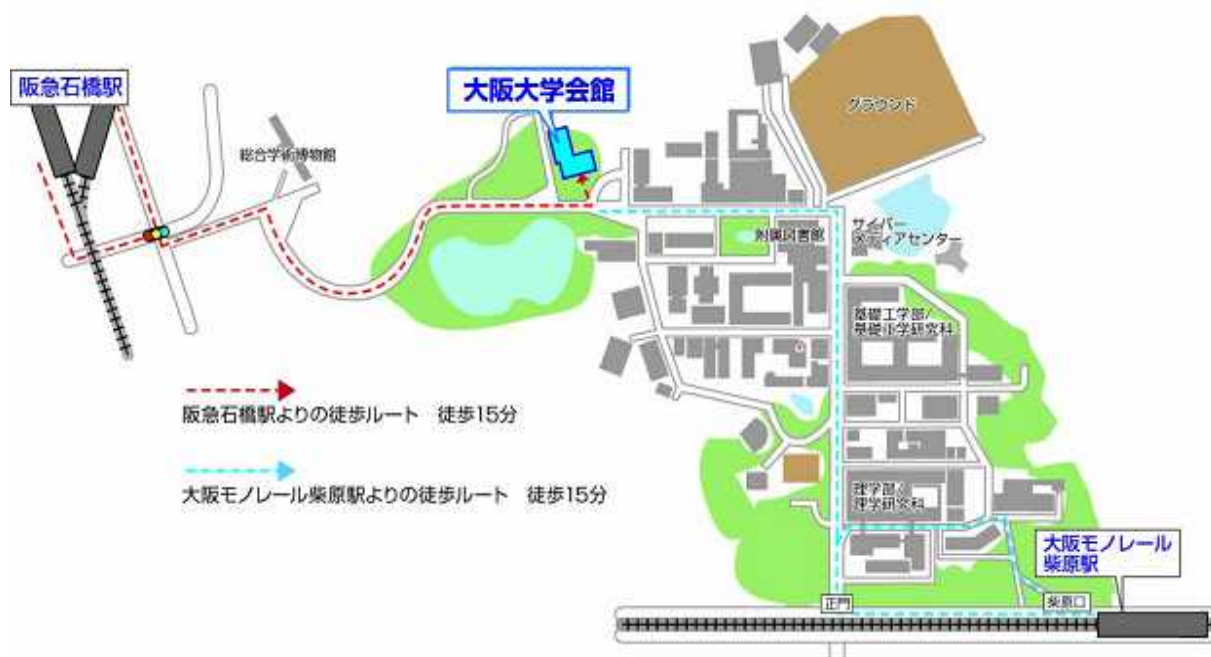 阪急石橋駅
大阪大学会館
総合学術博物館
グラウンド
附属図書館
サイバー
メディアセンター
基礎工学部/
基礎工学研究科
阪急石橋駅よりの徒歩ルート 徒歩15分
大阪モノレール柴原駅よりの徒歩ルート 徒歩15分
理学部/
理学研究科
大阪モノレール
柴原駅
正門
柴原口